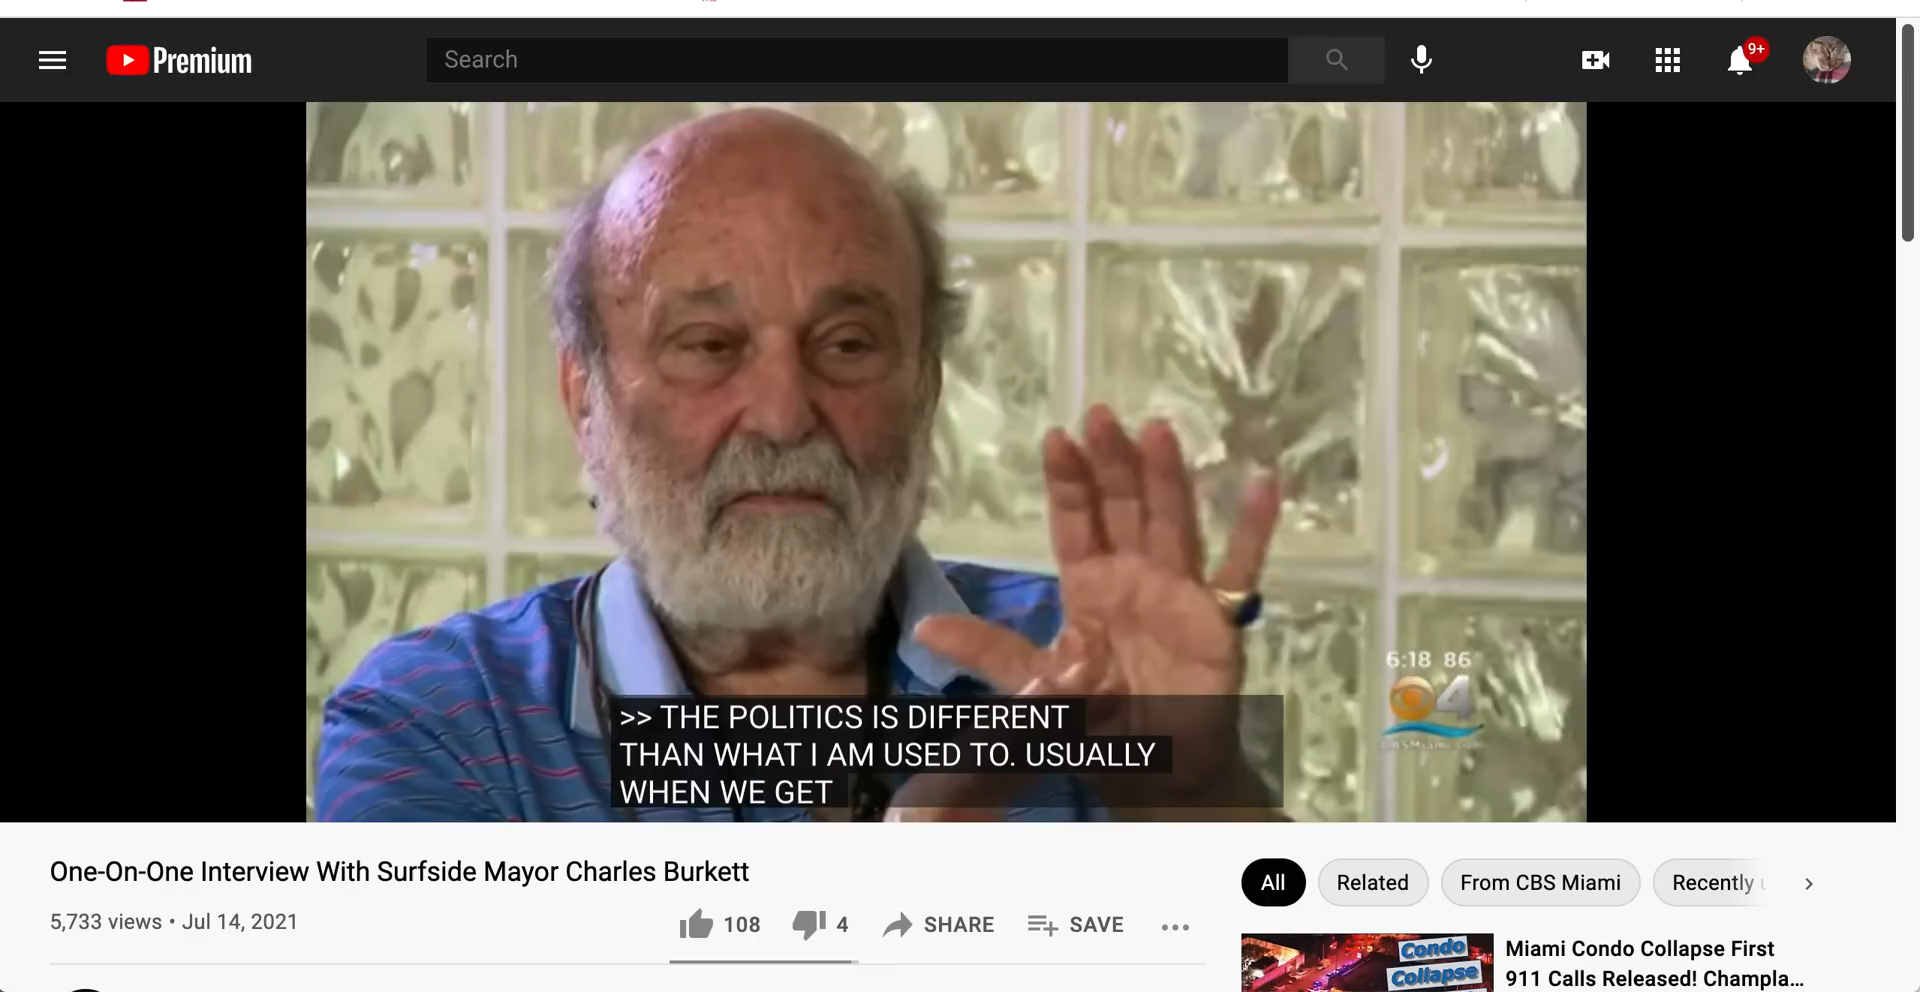 Premium
Search
9+
6:18 86
4
>> THE POLITICS IS DIFFERENT
THAN WHAT I AM USED TO. USUALLY
WHEN WE GET
One-On-One Interview With Surfside Mayor Charles Burkett
5,733 views • Jul 14, 2021
108
4
SHARE
SAVE
All
Related
From CBS Miami
Recently
Condo
Collapse
Miami Condo Collapse First
911 Calls Released! Champla...